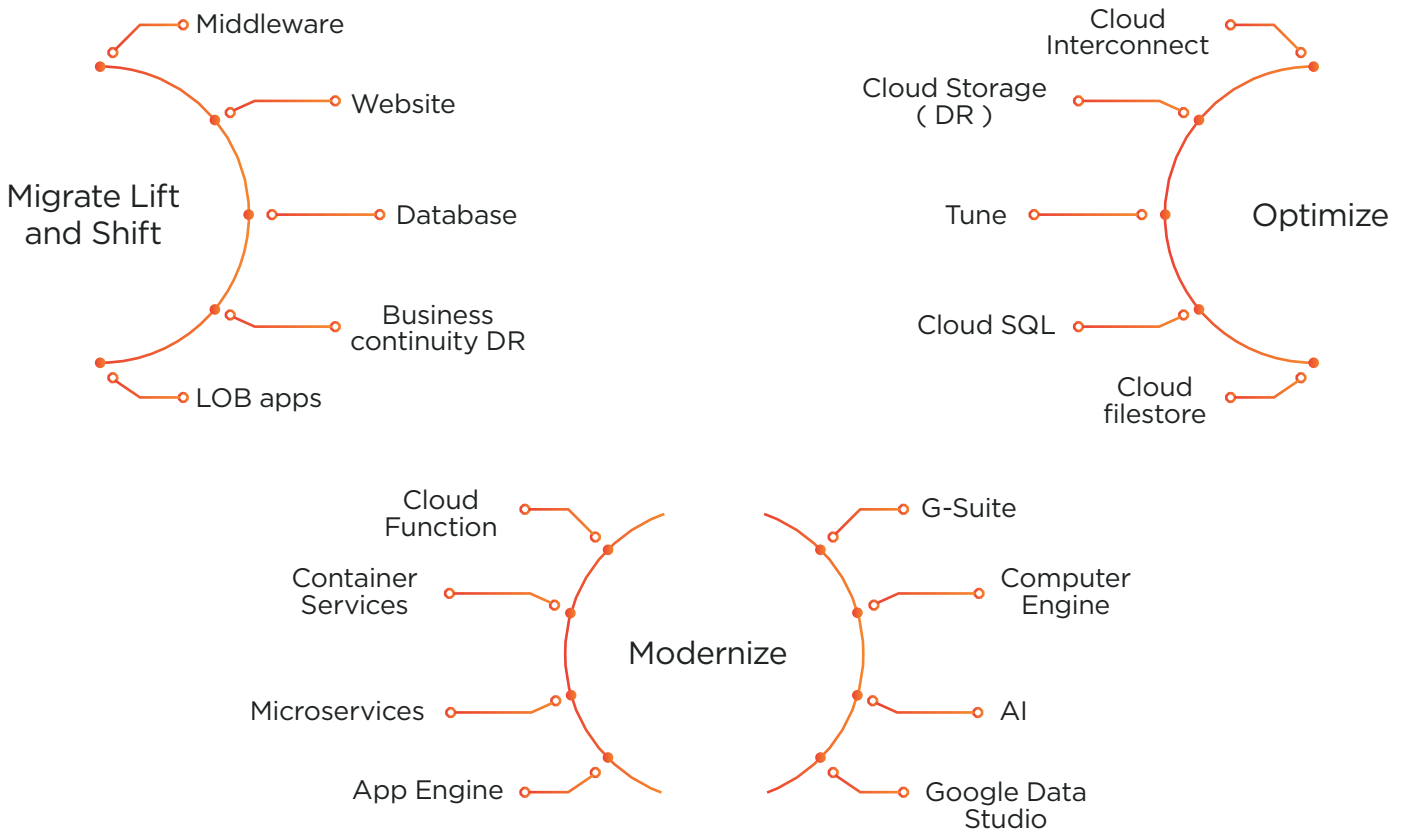 Middleware
Website
Migrate Lift
and Shift
Database
Business
continuity DR
LOB apps
Cloud
Interconnect
Cloud Storage
( DR )
Tune
Optimize
Cloud SQL
Cloud
filestore
Cloud
Function
Container
Services
Microservices
App Engine
Modernize
G-Suite
Computer
Engine
AI
Google Data
Studio